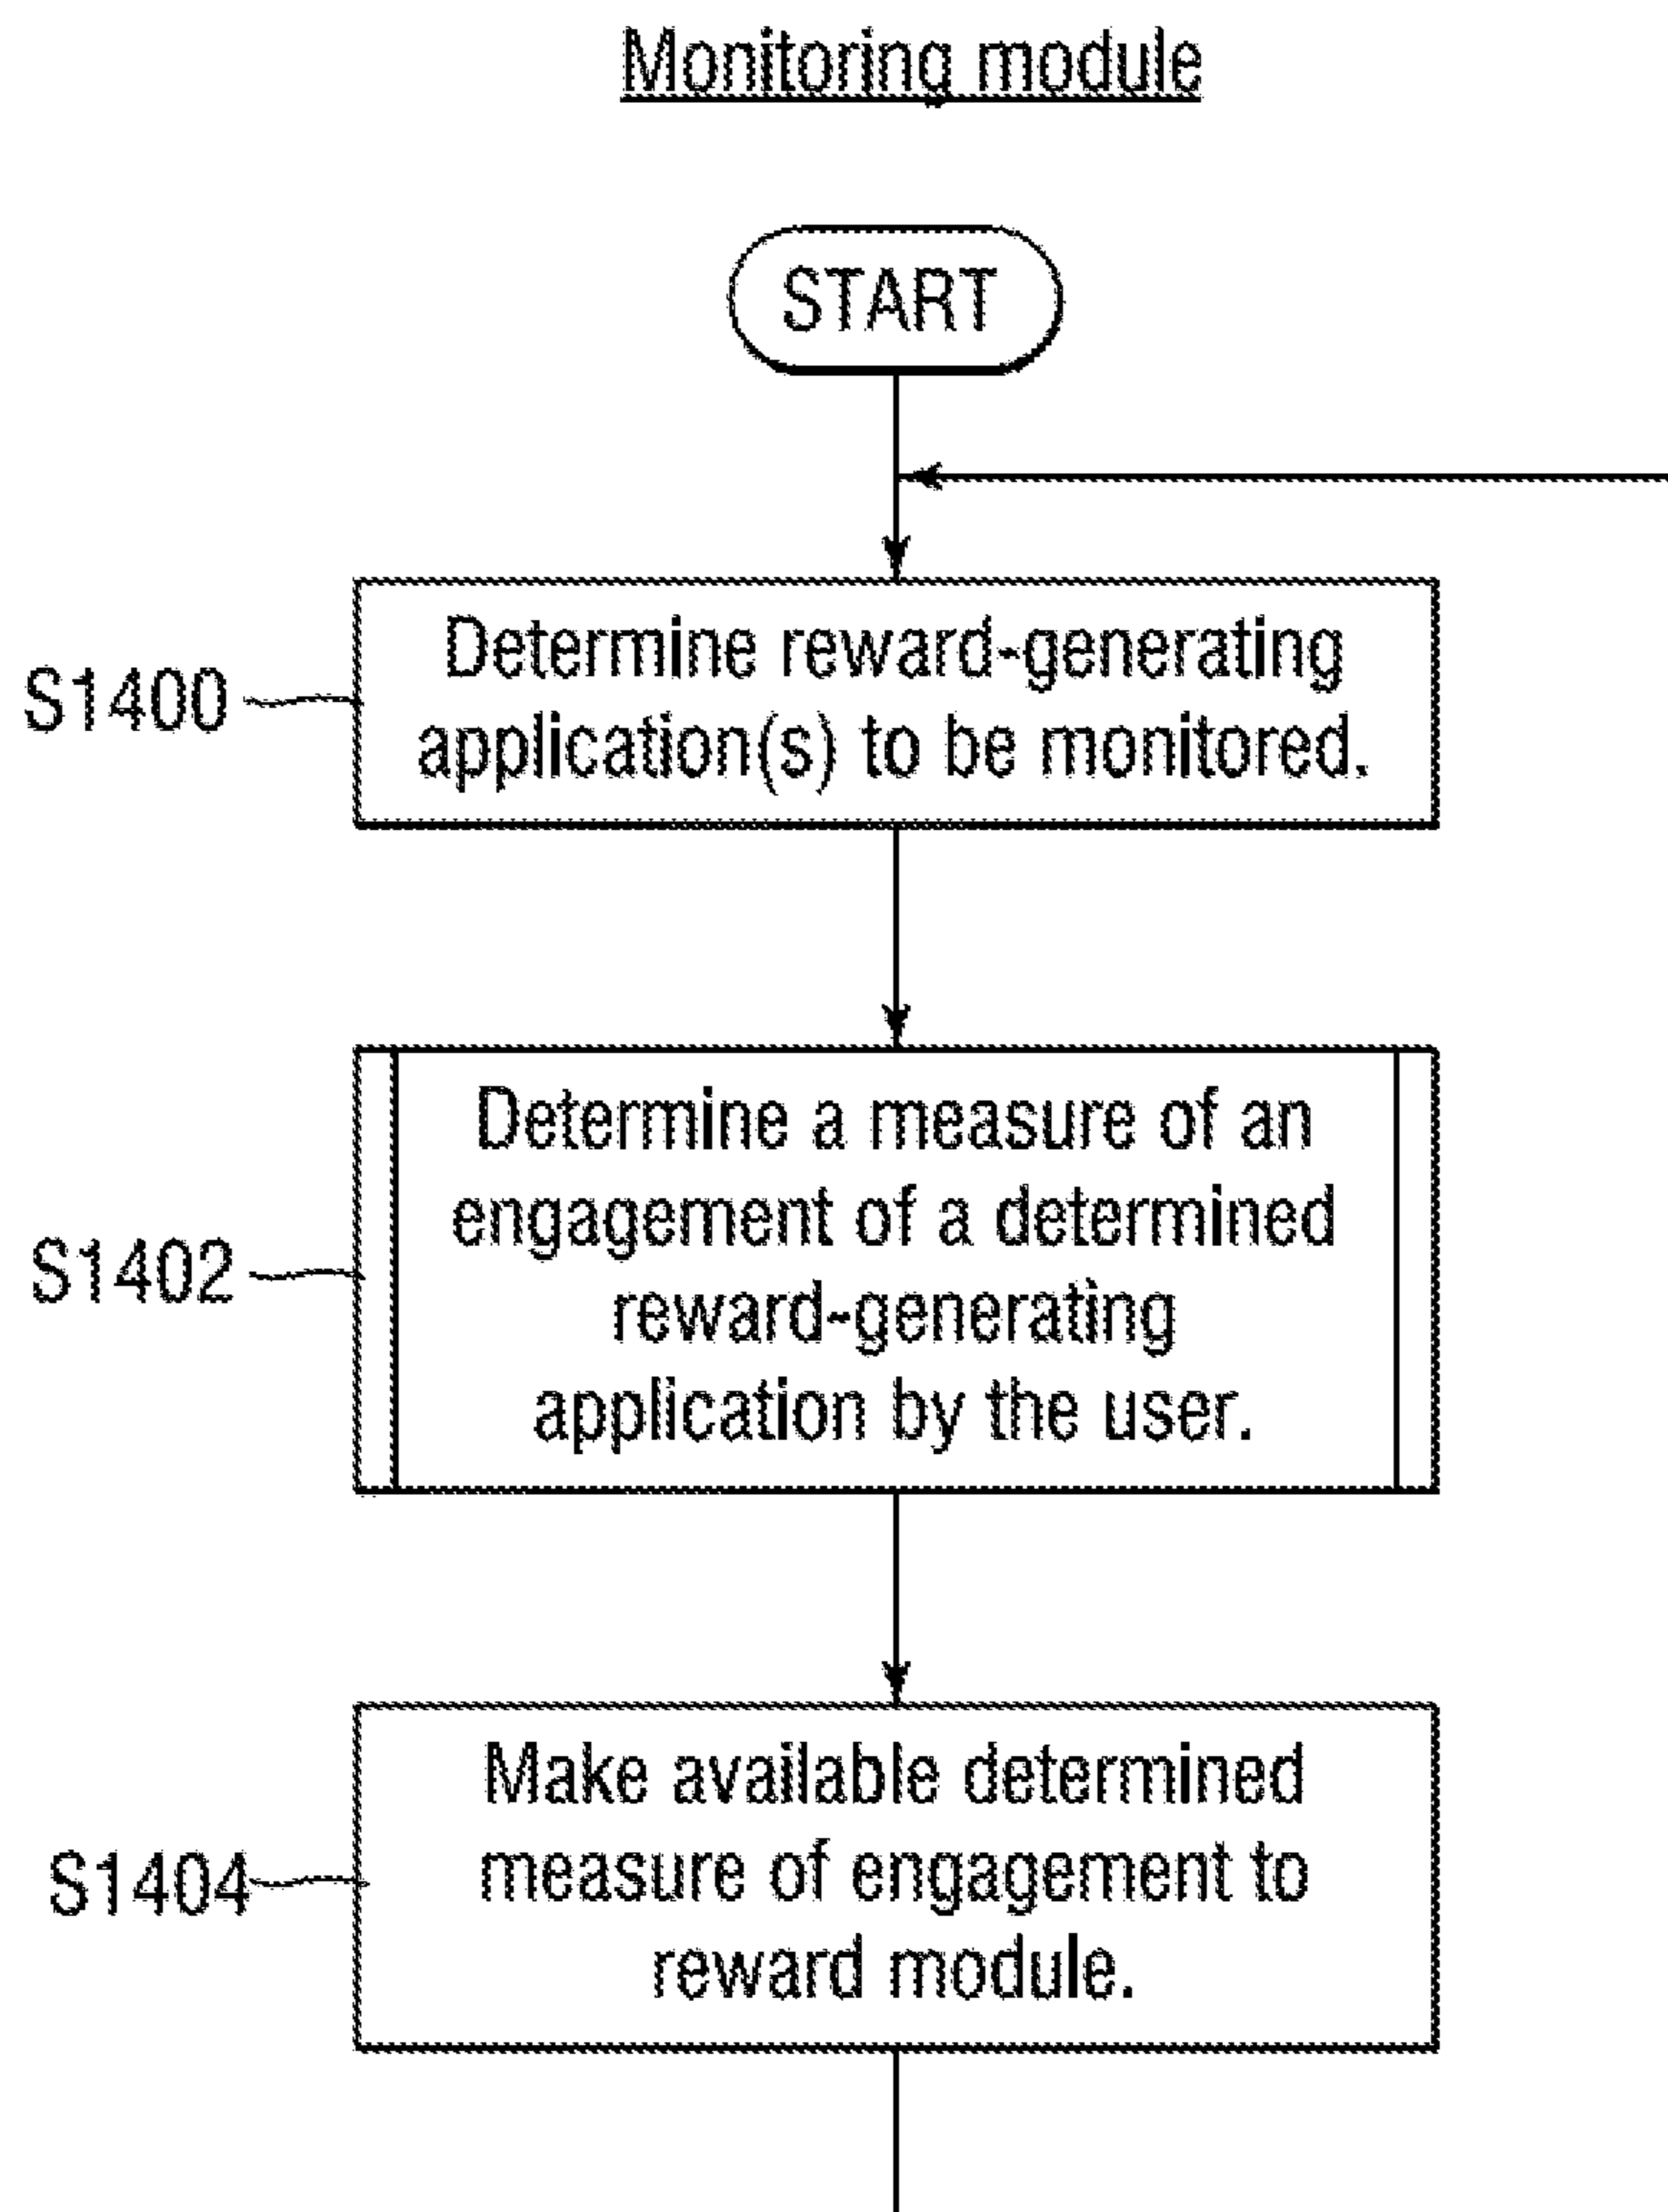 Monitoring module
START
S1400
Determine reward-generating
application(s) to be monitored.
S1402
Determine a measure of an
engagement of a determined
reward-generating
application by the user.
S1404
Make available determined
measure of engagement to
reward module.